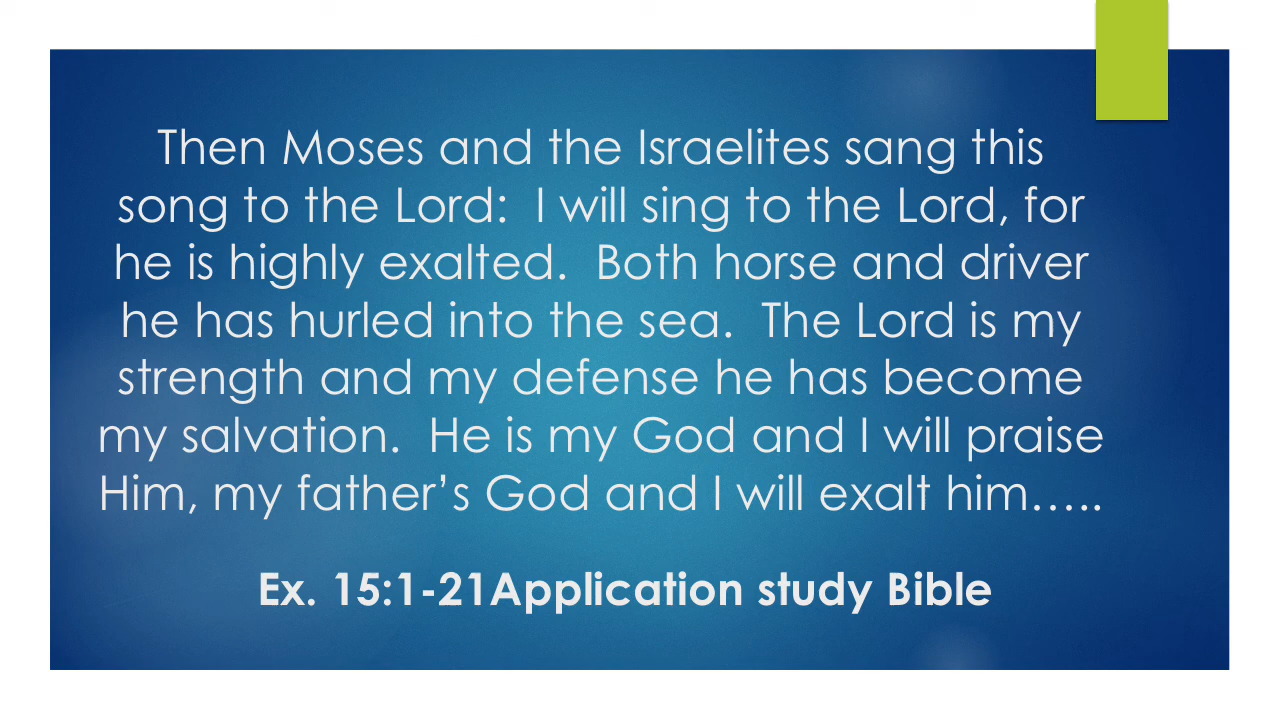 Then Moses and the Israelites sang this
song to the Lord:  I will sing to the Lord, for
he is highly exalted.  Both horse and driver
he has hurled into the sea.  The Lord is my
strength and my defense he has become
my salvation.  He is my God and I will praise
Him, my father’s God and I will exalt him…..
Ex. 15:1-21Application study Bible